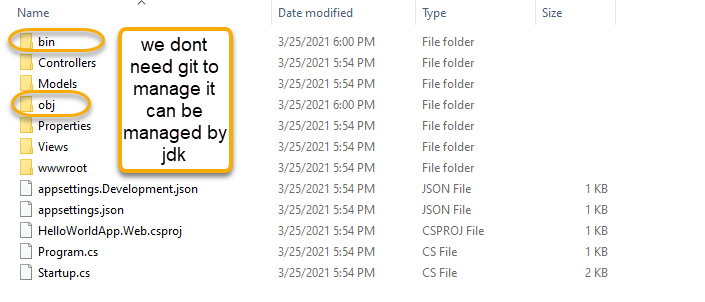 Name Date modified Type Size
bin 3/25/2021 6:00 PM File folder
Controllers 3/25/2021 5:54 PM File folder
Models 3/25/2021 5:54 PM File folder
obj 3/25/2021 6:00 PM File folder
Properties 3/25/2021 5:54 PM File folder
Views 3/25/2021 5:54 PM File folder
wwwroot 3/25/2021 5:54 PM File folder
appsettings.Development.json 3/25/2021 5:54 PM JSON File 1 KB
appsettings.json 3/25/2021 5:54 PM JSON File 1 KB
HelloWorldApp.Web.csproj 3/25/2021 5:54 PM CSPROJ File 1 KB
Program.cs 3/25/2021 5:54 PM CS File 1 KB
Startup.cs 3/25/2021 5:54 PM CS File 2 KB
we dont
need git to
manage it
can be
managed by
jdk